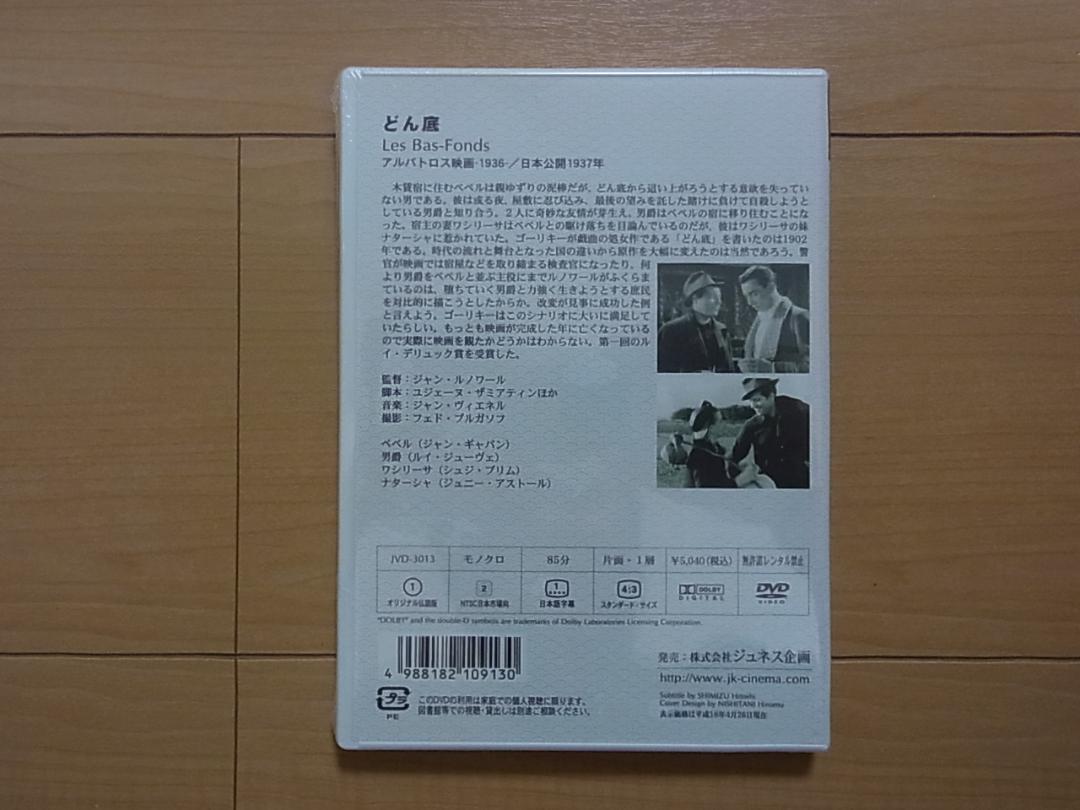 どん底
Les Bas-Fonds
アルバトロス映画-1936-／日本公開1937年
木賃宿に住むペペルは親ゆずりの泥棒だが、どん底から這い上がろうとする意欲を失ってい
ない男である。彼は或る夜、屋敷に忍び込み、最後の望みを託した賭けに負けて自殺しようと
している男爵と知り合う。２人に奇妙な友情が芽生え、男爵はペペルの宿に移り住むことにな
った。宿主の妻ワシリーサはペペルとの駆け落ちを目論んでいるのだが、彼はワシリーサの妹
ナターシャに惹かれていた。ゴーリキーが戯曲の処女作である「どん底」を書いたのは1902
年である。時代の流れと舞台となった国の違いから原作を大幅に変えたのは当然であろう。警
官が映画では宿屋などを取り締まる検査官になったり、何
より男爵をペペルと並ぶ主役にまでルノワールがふくらま
ているのは、堕ちていく男爵と力強く生きようとする庶民
を対比的に描こうとしたからか。改変が見事に成功した例
と言えよう。ゴーリキーはこのシナリオに大いに満足して
いたらしい。もっとも映画が完成した年に亡くなっている
ので実際に映画を観たかどうかはわからない。第一回のル
イ・デリュック賞を受賞した。
監督：ジャン・ルノワール
脚本：ユジェーヌ・ザミアティンほか
音楽：ジャン・ヴィエネル
撮影：フェド・ブルガソフ
ペペル（ジャン・ギャバン）
男爵（ルイ・ジューヴェ）
ワシリーサ（シュジ・プリム）
ナターシャ（ジュニー・アストール）
JVD-3013 モノクロ 85分 片面・1層 ¥5,040(税込) 無許諾レンタル禁止
1 2 1 4:3 DOLBY DIGITAL DVD VIDEO
オリジナル仏語版 NTSC日本市場向 日本語字幕 スタンダード・サイズ
"DOLBY" and the double-D symbols are trademarks of Dolby Laboratories Licensing Corporation.
4 988182 109130
発売：株式会社ジュネス企画
http://www.jk-cinema.com
プラ
PE
このDVDの利用は家庭での個人視聴に限ります。
図書館等での視聴・貸出しは別途ご相談ください。
Subtitle by SHIMIZU Hitoshi
Cover Design by NISHITANI Hiromu
表示価格は平成16年4月28日現在